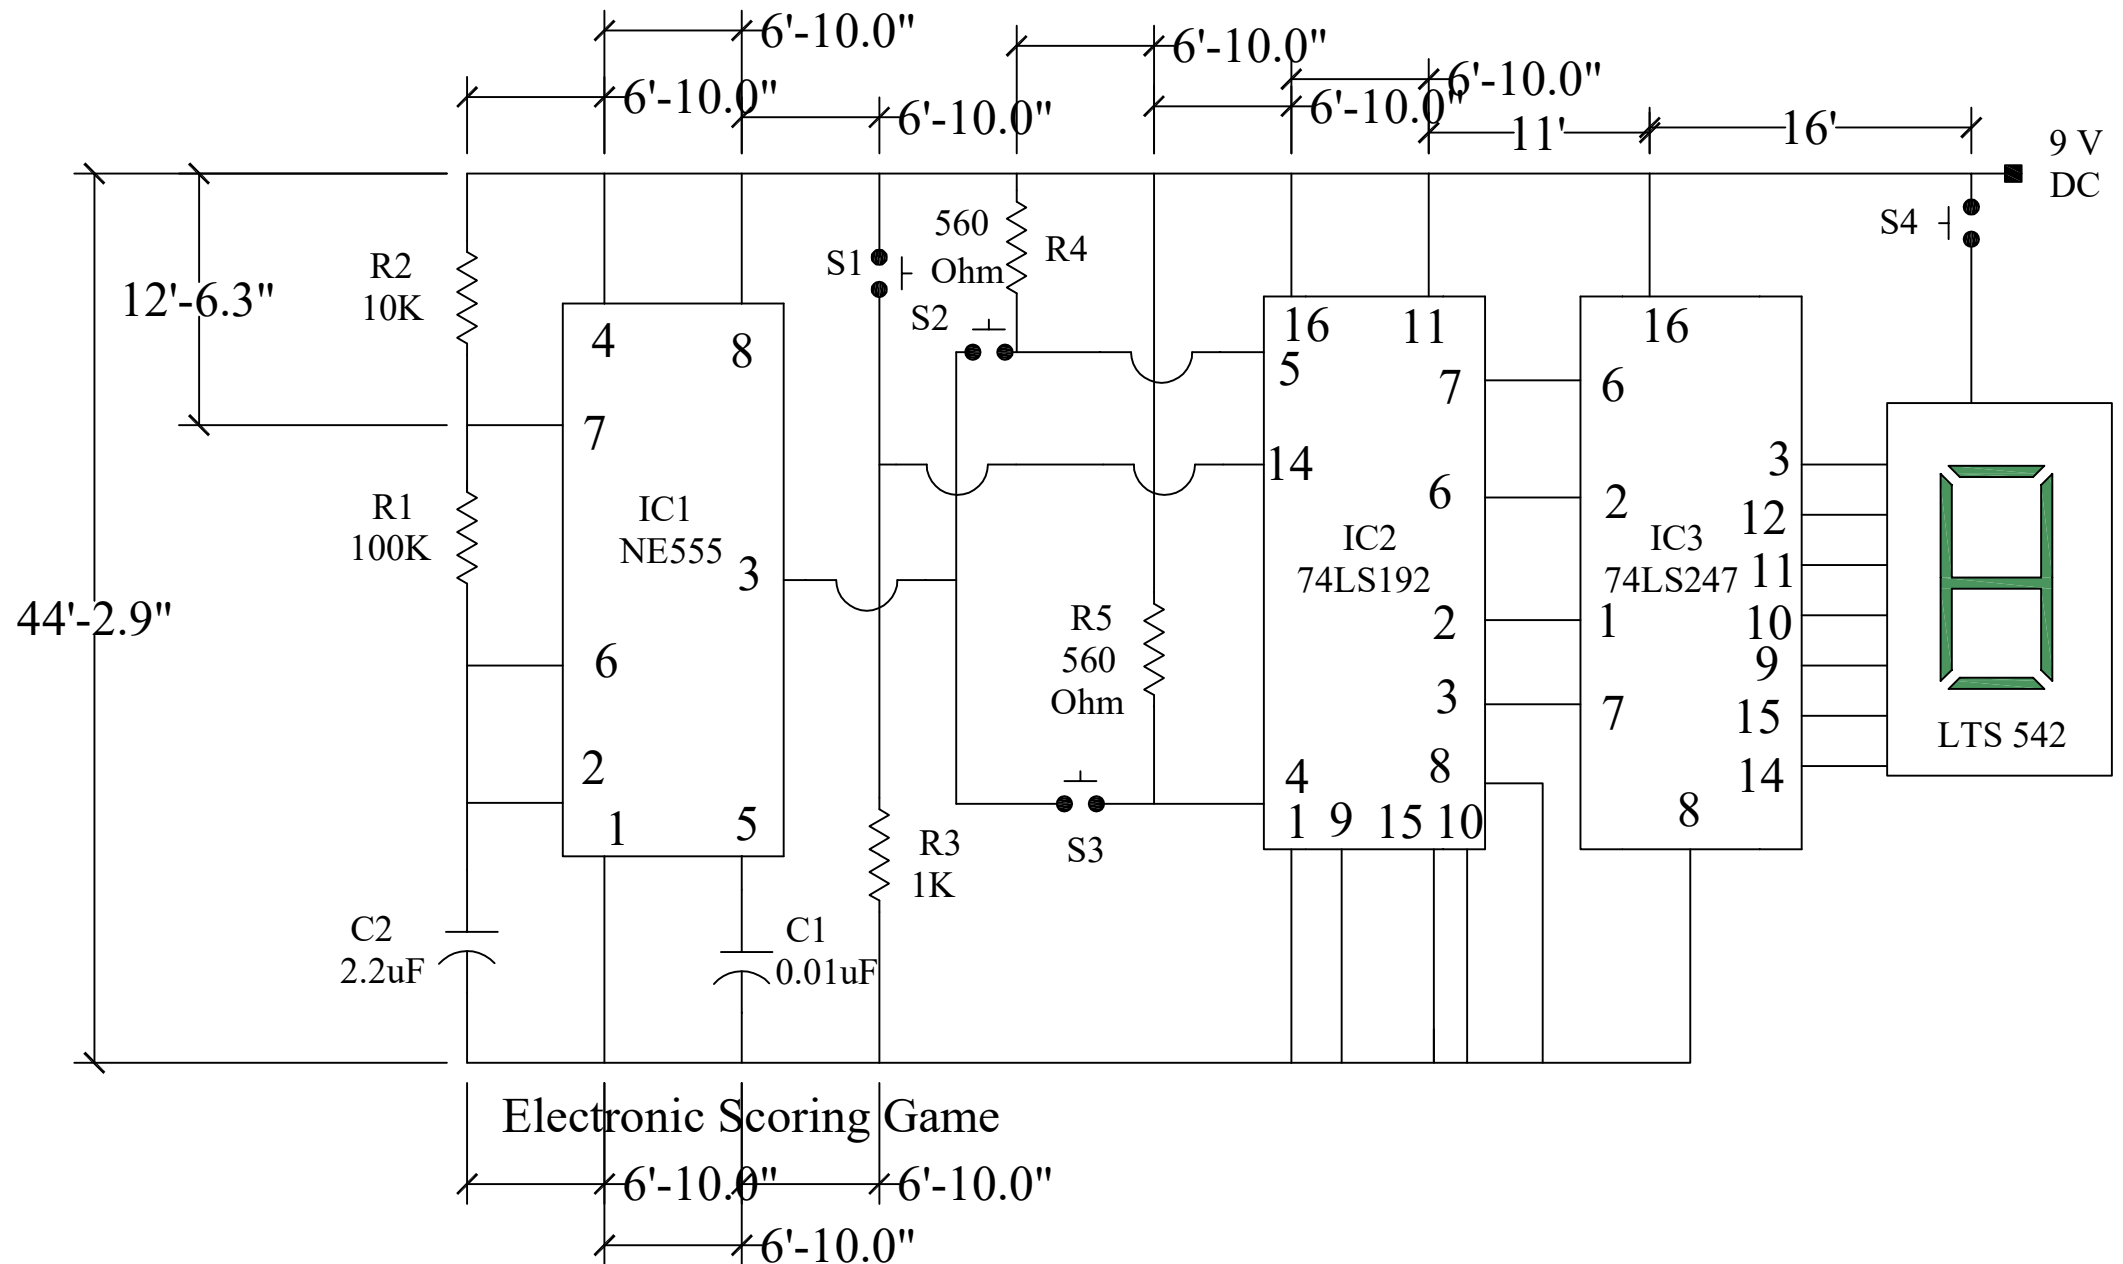 6'-10.0"
6'-10.0"
6'-10.0"
6'-10.0"
6'-10.0"
6'-10.0"
11'
16'
9 V
DC
12'-6.3"
44'-2.9"
R2
10K
R1
100K
C2
2.2uF
4
8
7
IC1
NE555
3
6
2
1
5
C1
0.01uF
S1
560
Ohm
R4
S2
R3
1K
R5
560
Ohm
S3
16
11
5
7
14
6
IC2
74LS192
2
3
4
8
1
9
15
10
16
6
3
2
12
IC3
74LS247
11
1
10
9
7
15
14
8
S4
LTS 542
Electronic Scoring Game
6'-10.0"
6'-10.0"
6'-10.0"